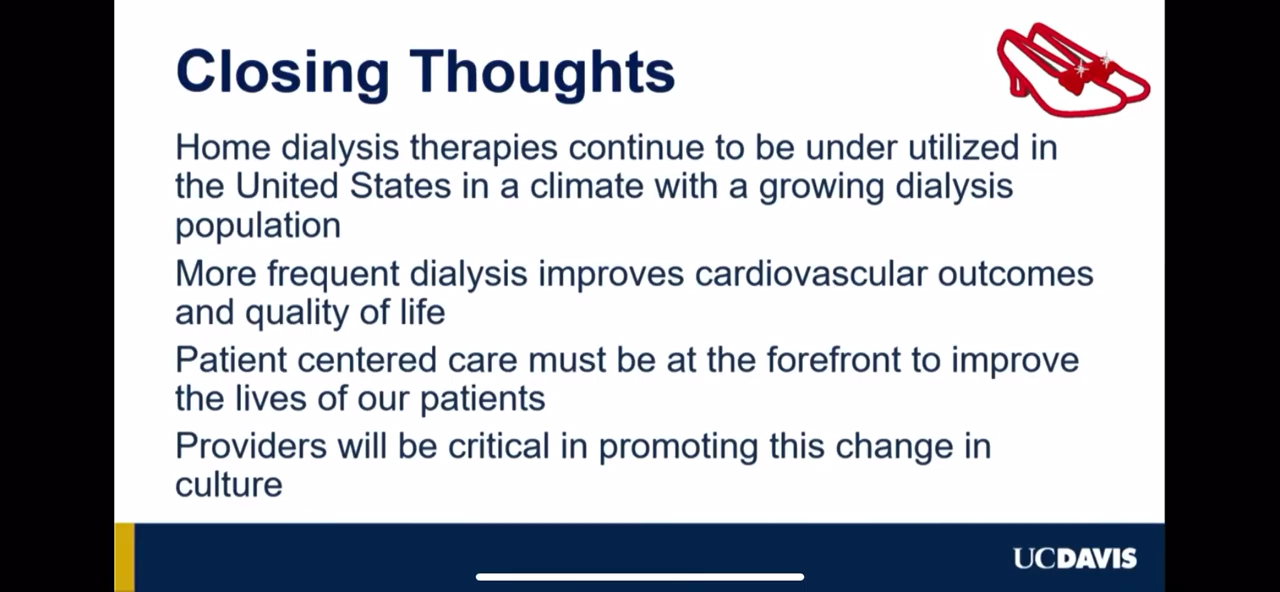 Closing Thoughts
Home dialysis therapies continue to be under utilized in
the United States in a climate with a growing dialysis
population
More frequent dialysis improves cardiovascular outcomes
and quality of life
Patient centered care must be at the forefront to improve
the lives of our patients
Providers will be critical in promoting this change in
culture
UCDAVIS